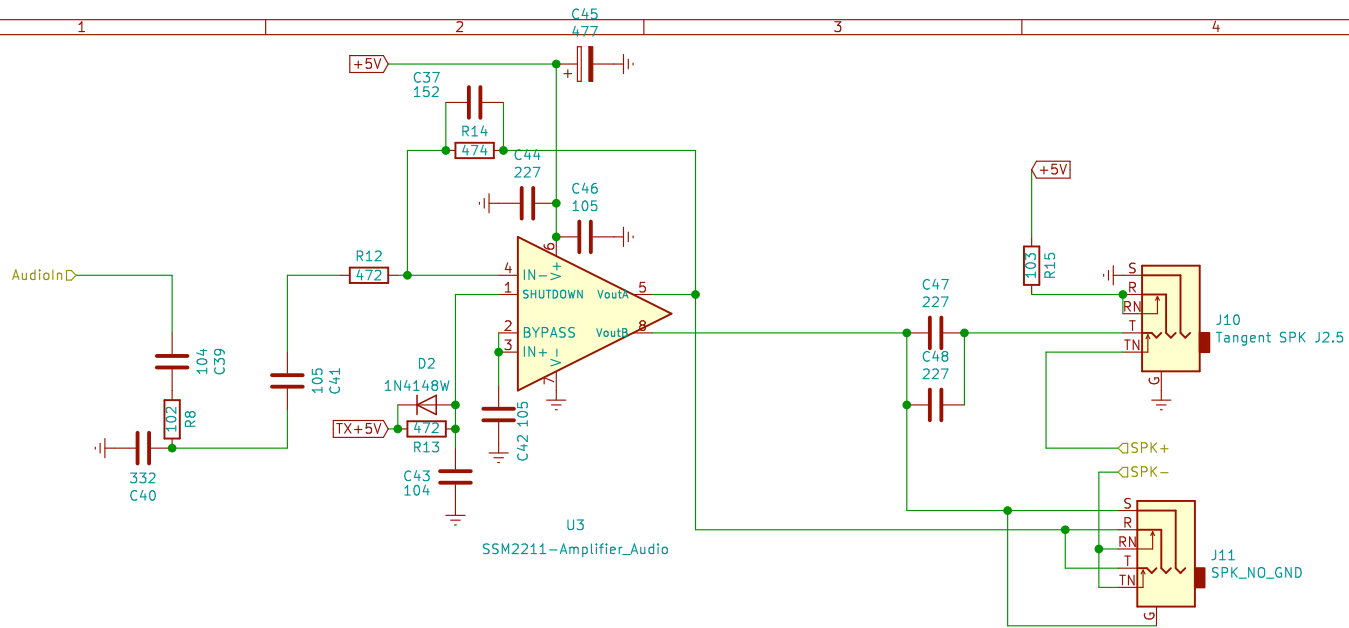 1
2
3
4
C45
477
+5V
+
C37
152
R14
474
C44
227
C46
105
+5V
103
R15
AudioIn
R12
472
104
C39
102
R8
332
C40
105
C41
4
IN-
1
SHUTDOWN
2
BYPASS
3
IN+
6
V+
V-
7
VoutA
5
VoutB
8
D2
1N4148W
TX+5V
472
R13
C43
104
C42
105
U3
SSM2211-Amplifier_Audio
C47
227
C48
227
S
R
RN
T
TN
G
J10
Tangent SPK J2.5
SPK+
SPK-
S
R
RN
T
TN
G
J11
SPK_NO_GND